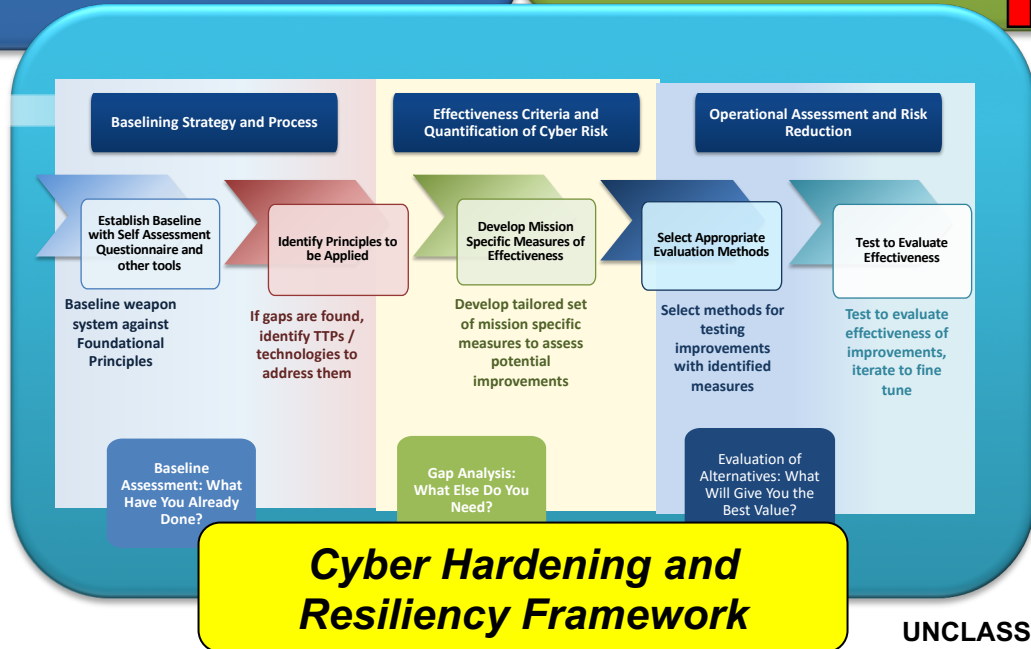 Baselining Strategy and Process
Effectiveness Criteria and
Quantification of Cyber Risk
Operational Assessment and Risk
Reduction
Establish Baseline
with Self Assessment
Questionnaire and
other tools
Identify Principles to
be Applied
Develop Mission
Specific Measures of
Effectiveness
Select Appropriate
Evaluation Methods
Test to Evaluate
Effectiveness
Baseline weapon
system against
Foundational
Principles
If gaps are found,
identify TTPs /
technologies to
address them
Develop tailored set
of mission specific
measures to assess
potential
improvements
Select methods for
testing
improvements
with identified
measures
Test to evaluate
effectiveness of
improvements,
iterate to fine
tune
Baseline
Assessment: What
Have You Already
Done?
Gap Analysis:
What Else Do You
Need?
Evaluation of
Alternatives: What
Will Give You the
Best Value?
Cyber Hardening and
Resiliency Framework
UNCLASS